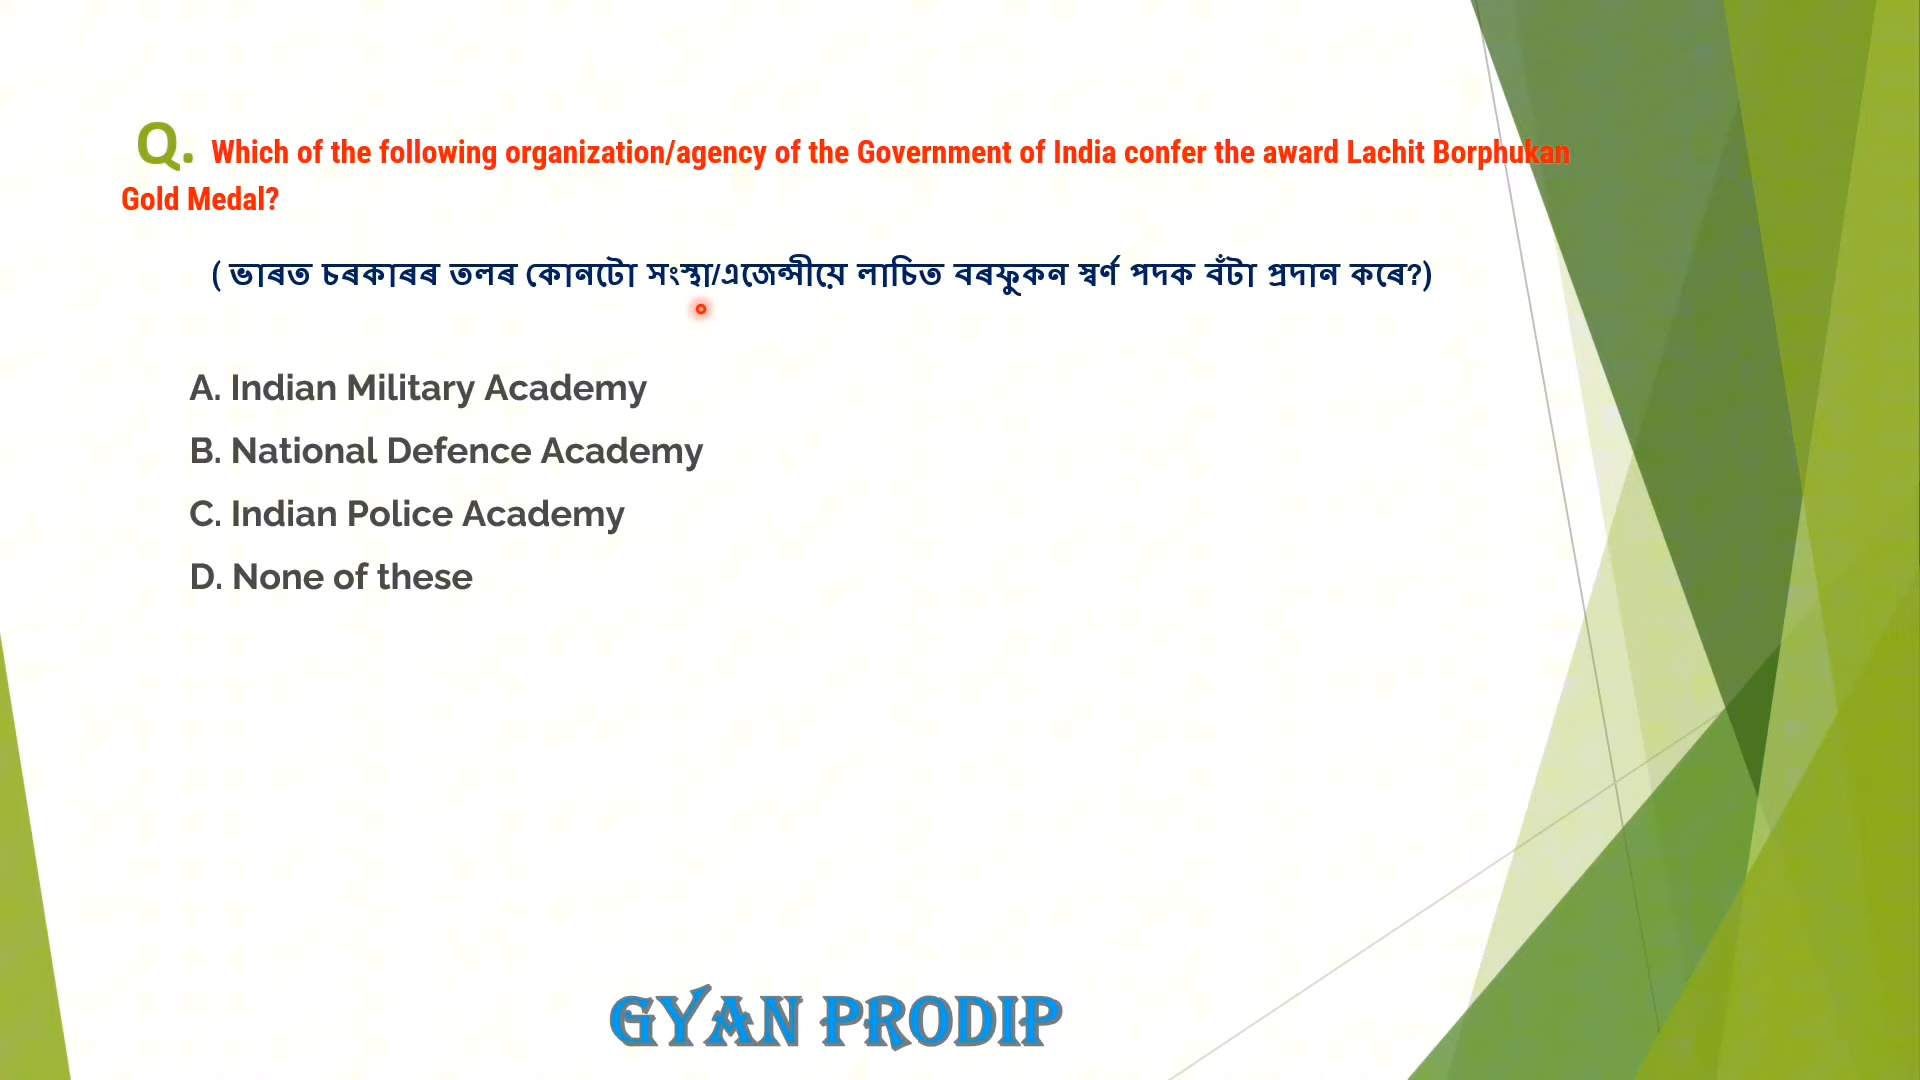 Q. Which of the following organization/agency of the Government of India confer the award Lachit Borphukan
Gold Medal?
( ভাৰত চৰকাৰৰ তলৰ কোনটো সংস্থা/এজেন্সীয়ে লাচিত বৰফুকন স্বৰ্ণ পদক বঁটা প্ৰদান কৰে?)
A. Indian Military Academy
B. National Defence Academy
C. Indian Police Academy
D. None of these
GYAN PRODIP